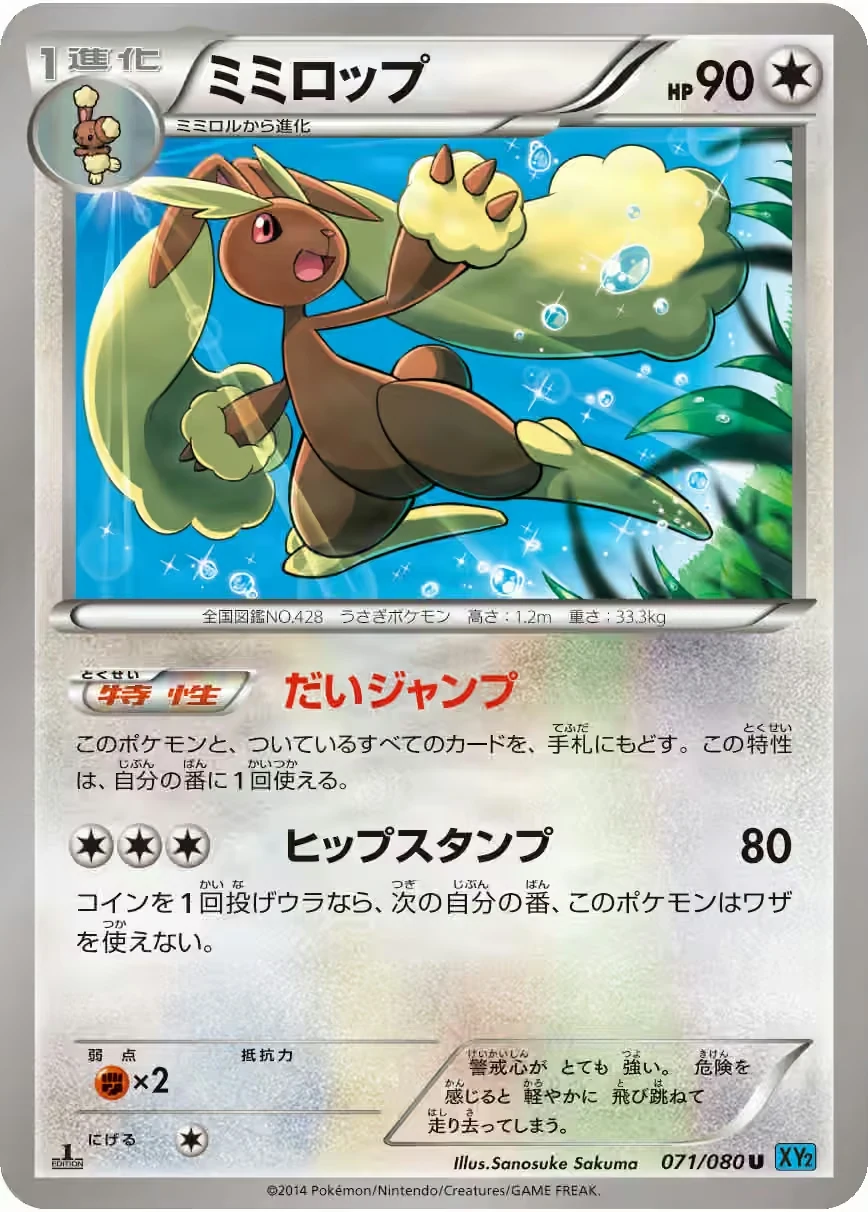 1進化
ミミロップ
HP90
ミミロルから進化
全国図鑑NO.428 うさぎポケモン 高さ:1.2m 重さ:33.3kg
とくせい
特性 だいジャンプ
このポケモンと、ついているすべてのカードを、手札にもどす。この特性
は、自分の番に1回使える。
ヒップスタンプ 80
コインを1回投げウラなら、次の自分の番、このポケモンはワザ
を使えない。
弱点 抵抗力
×2
にげる
警戒心が とても 強い。 危険を
感じると 軽やかに 飛び跳ねて
走り去ってしまう。
1 EDITION
Illus.Sanosuke Sakuma 071/080 U XY2
©2014 Pokémon/Nintendo/Creatures/GAME FREAK.